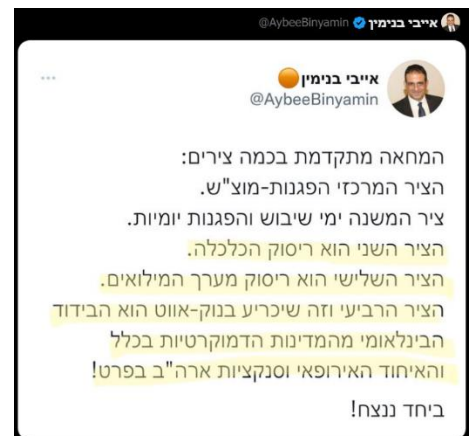 אייבי בנימין @AybeeBinyamin
אייבי בנימין
@AybeeBinyamin
המחאה מתקדמת בכמה צירים:
הציר המרכזי הפגנות-מוצ"ש.
ציר המשנה ימי שיבוש והפגנות יומיות.
הציר השני הוא ריסוק הכלכלה.
הציר השלישי הוא ריסוק מערך המילואים.
הציר הרביעי וזה שיכריע בנוק-אווט הוא הבידוד
הבינלאומי מהמדינות הדמוקרטיות בכלל
והאיחוד האירופאי וסנקציות ארה"ב בפרט!
ביחד ננצח!